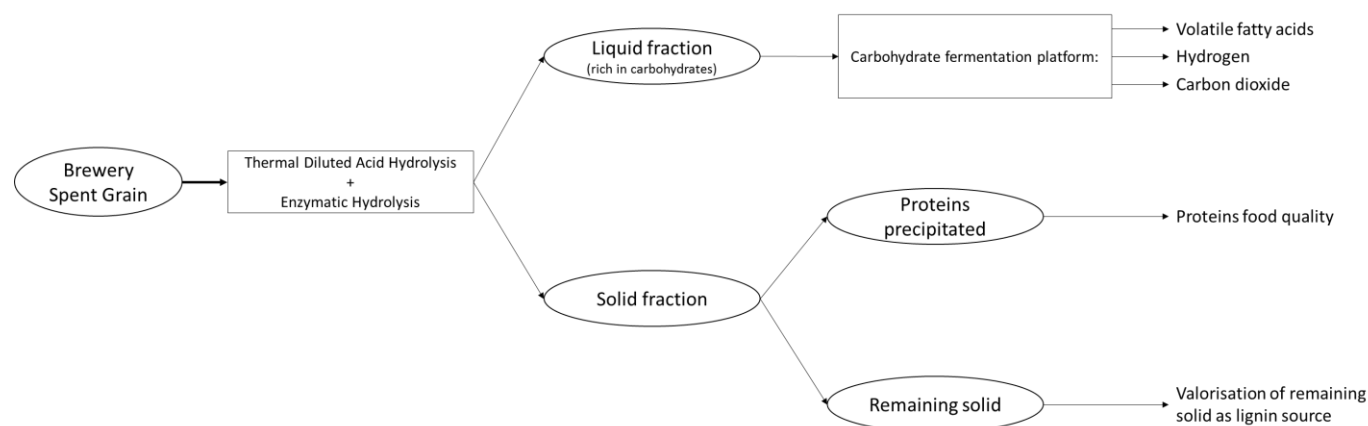 Brewery
Spent Grain
Thermal Diluted Acid Hydrolysis
+
Enzymatic Hydrolysis
Liquid fraction
(rich in carbohydrates)
Carbohydrate fermentation platform:
Volatile fatty acids
Hydrogen
Carbon dioxide
Solid fraction
Proteins
precipitated
Proteins food quality
Remaining solid
Valorisation of remaining
solid as lignin source